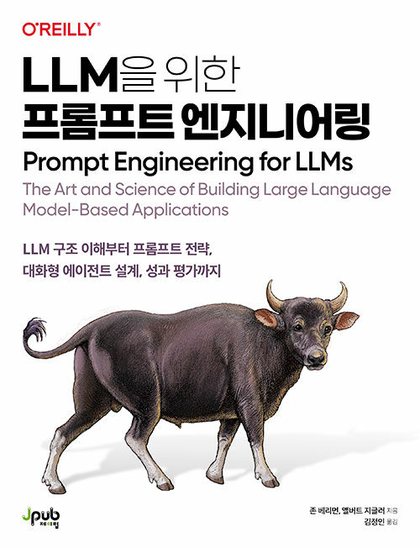 O'REILLY®
LLM을 위한
프롬프트 엔지니어링
Prompt Engineering for LLMs
The Art and Science of Building Large Language
Model-Based Applications
LLM 구조 이해부터 프롬프트 전략,
대화형 에이전트 설계, 성과 평가까지
존 베리먼, 앨버트 지글러 지음
김정인 옮김
Jpub
제이펍